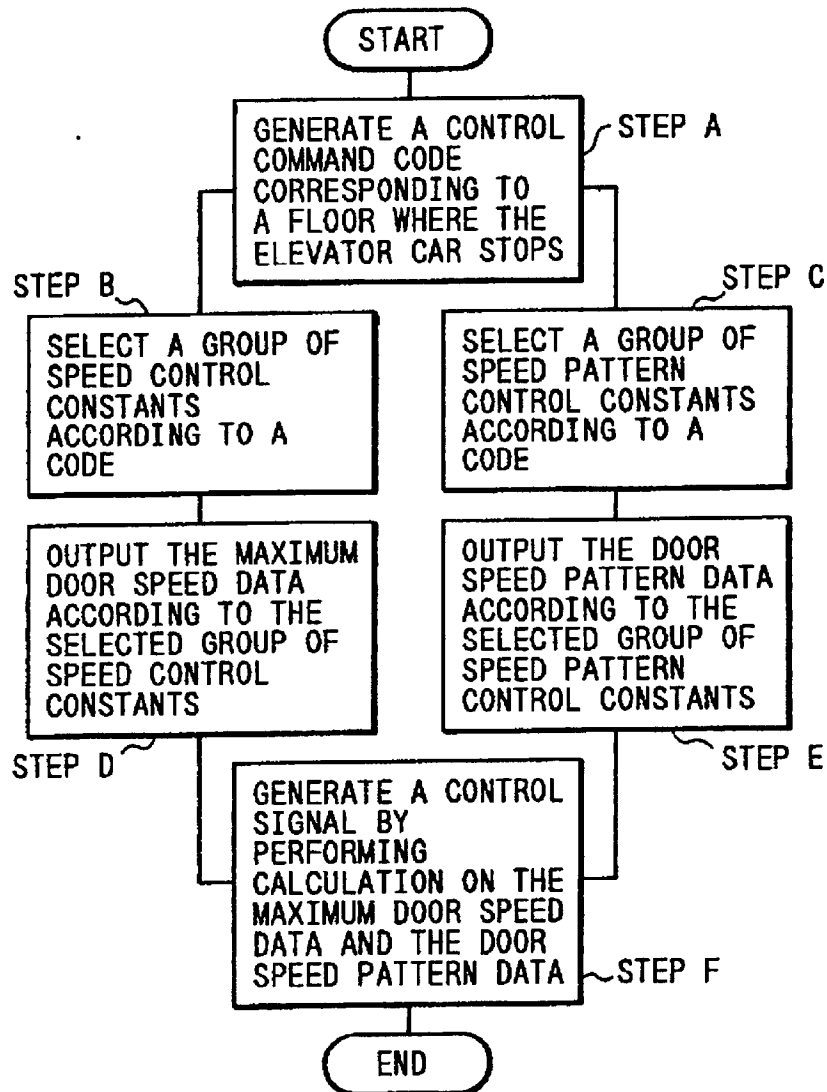 START
GENERATE A CONTROL
COMMAND CODE
CORRESPONDING TO
A FLOOR WHERE THE
ELEVATOR CAR STOPS
STEP A
STEP B
SELECT A GROUP OF
SPEED CONTROL
CONSTANTS
ACCORDING TO A
CODE
STEP C
SELECT A GROUP OF
SPEED PATTERN
CONTROL CONSTANTS
ACCORDING TO A
CODE
OUTPUT THE MAXIMUM
DOOR SPEED DATA
ACCORDING TO THE
SELECTED GROUP OF
SPEED CONTROL
CONSTANTS
STEP D
OUTPUT THE DOOR
SPEED PATTERN DATA
ACCORDING TO THE
SELECTED GROUP OF
SPEED PATTERN
CONTROL CONSTANTS
STEP E
GENERATE A CONTROL
SIGNAL BY
PERFORMING
CALCULATION ON THE
MAXIMUM DOOR SPEED
DATA AND THE DOOR
SPEED PATTERN DATA
STEP F
END